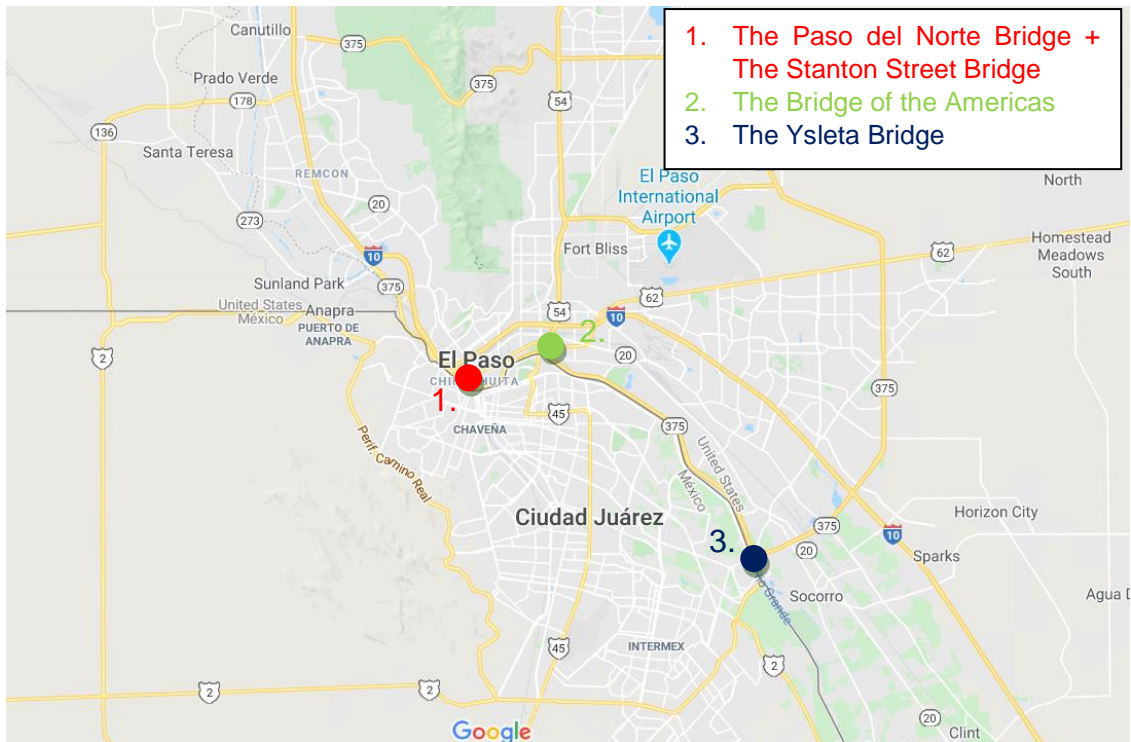 1. The Paso del Norte Bridge +
The Stanton Street Bridge
2. The Bridge of the Americas
3. The Ysleta Bridge
Canutillo
375
Prado Verde
375
54
178
136
Santa Teresa
REMCON
20
El Paso
International
Airport
North
273
10
Fort Bliss
62
Homestead
Meadows
South
Sunland Park
375
United States
México
Anapra
PUERTO DE
ANAPRA
62
54
10
2
El Paso
2.
20
1.
375
45
CHAVEÑA
375
Perif. Camino Real
United States
México
Ciudad Juárez
3.
375
20
10
Horizon City
Sparks
Socorro
Agua D
45
INTERMEX
2
2
2
20
Clint
Google